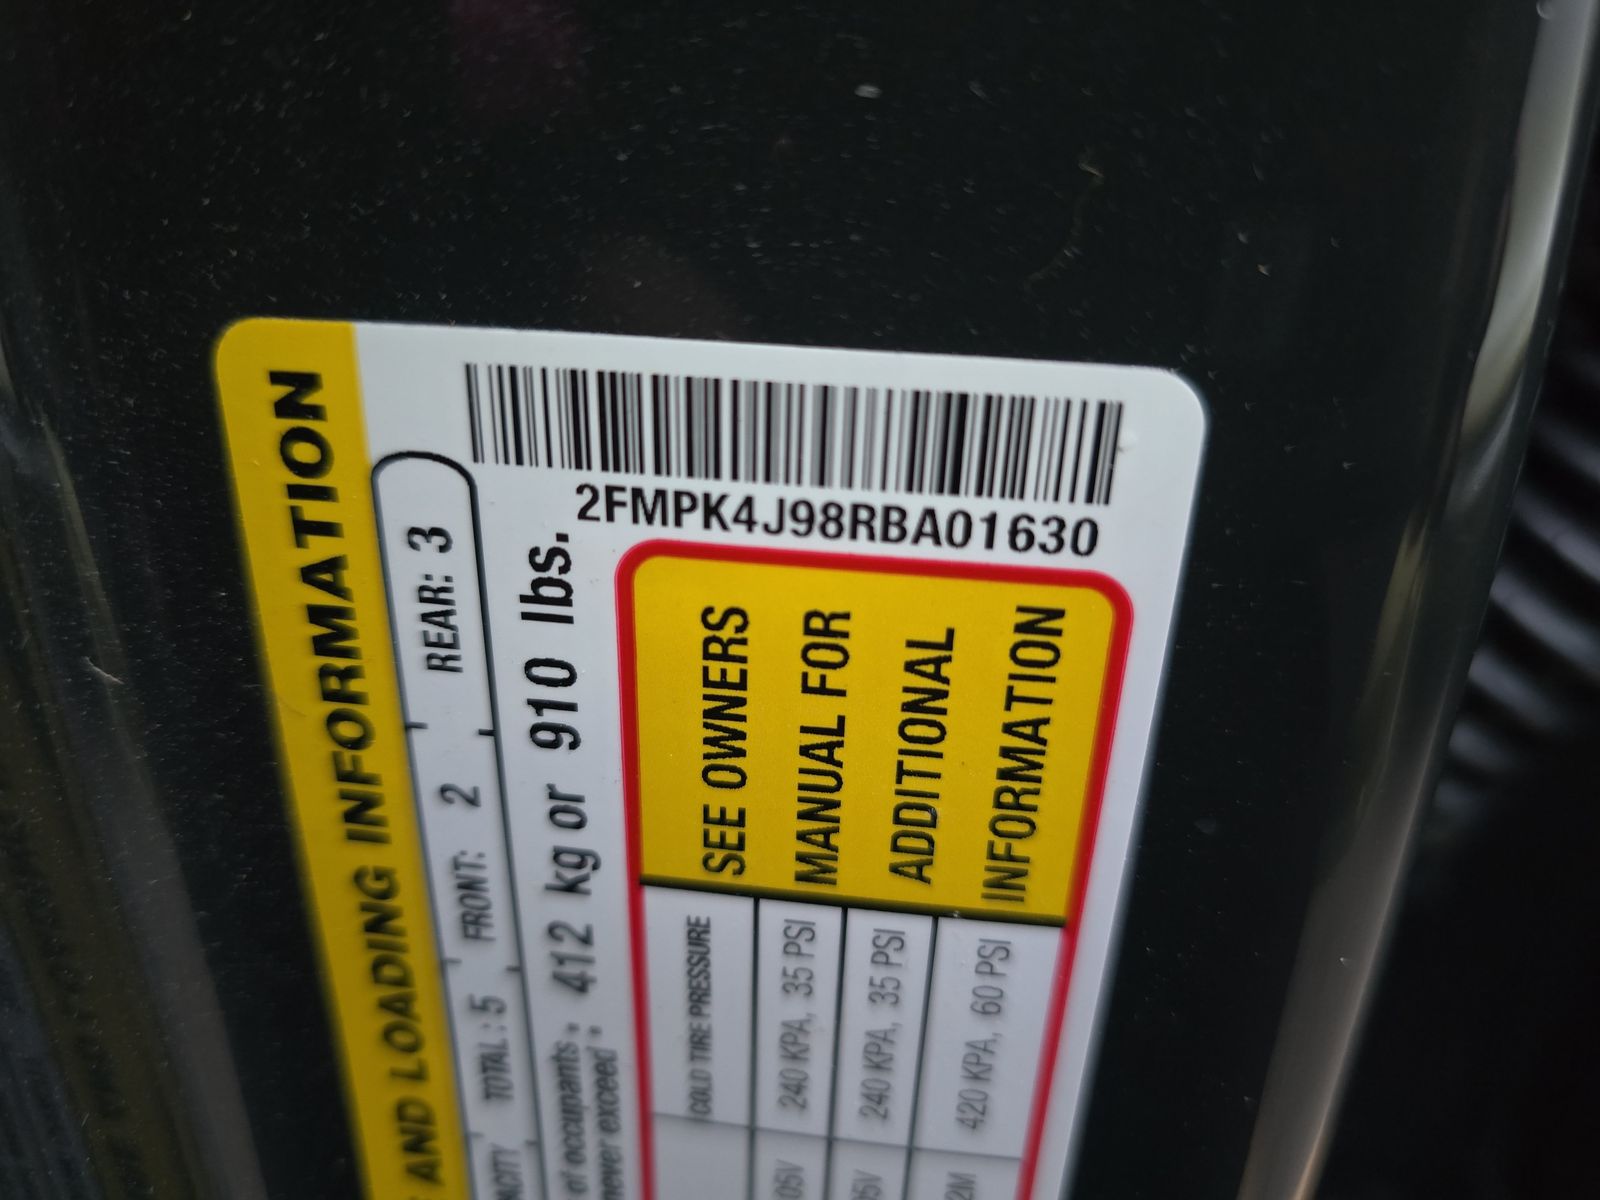 AND LOADING INFORMATION
TOTAL: 5 FRONT: 2 REAR: 3
of occupants :
never exceed : 412 kg or 910 lbs.
2FMPK4J98RBA01630
COLD TIRE PRESSURE
240 KPA, 35 PSI
240 KPA, 35 PSI
420 KPA, 60 PSI
SEE OWNERS
MANUAL FOR
ADDITIONAL
INFORMATION